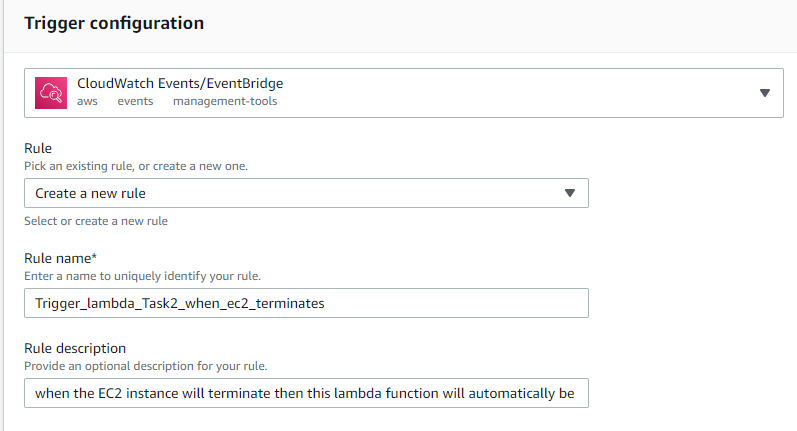 Trigger configuration
CloudWatch Events/EventBridge
aws events management-tools
Rule
Pick an existing rule, or create a new one.
Create a new rule
Select or create a new rule
Rule name*
Enter a name to uniquely identify your rule.
Trigger_lambda_Task2_when_ec2_terminates
Rule description
Provide an optional description for your rule.
when the EC2 instance will terminate then this lambda function will automatically be